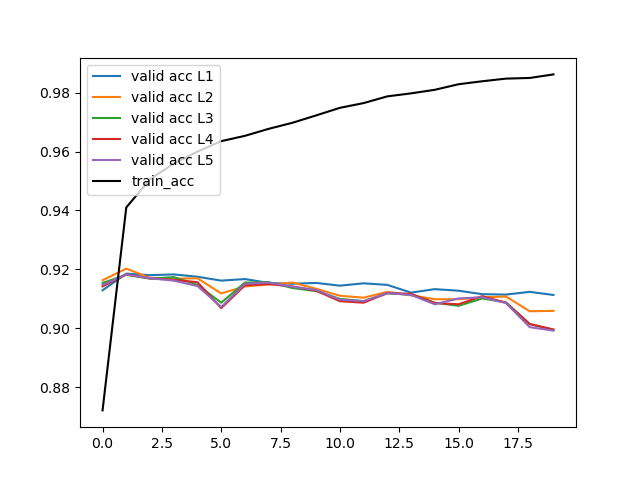 valid acc L1
valid acc L2
valid acc L3
valid acc L4
valid acc L5
train_acc
0.98
0.96
0.94
0.92
0.90
0.88
0.0 2.5 5.0 7.5 10.0 12.5 15.0 17.5